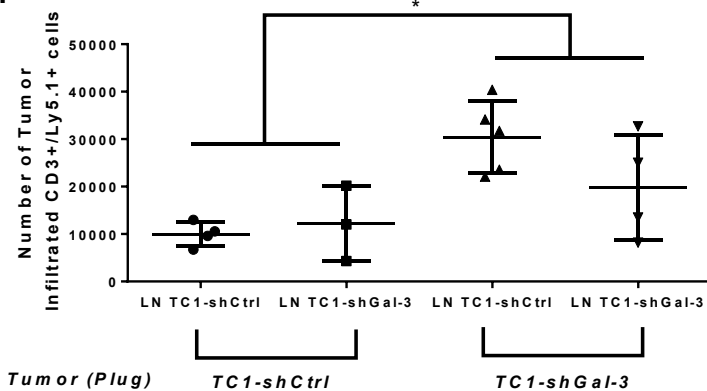 *
Number of Tumor
Infiltrated CD3+/Ly5.1+ cells
50000
40000
30000
20000
10000
0
LN TC1-shCtrl LN TC1-shGal-3 LN TC1-shCtrl LN TC1-shGal-3
Tumor (Plug) TC1-shCtrl TC1-shGal-3